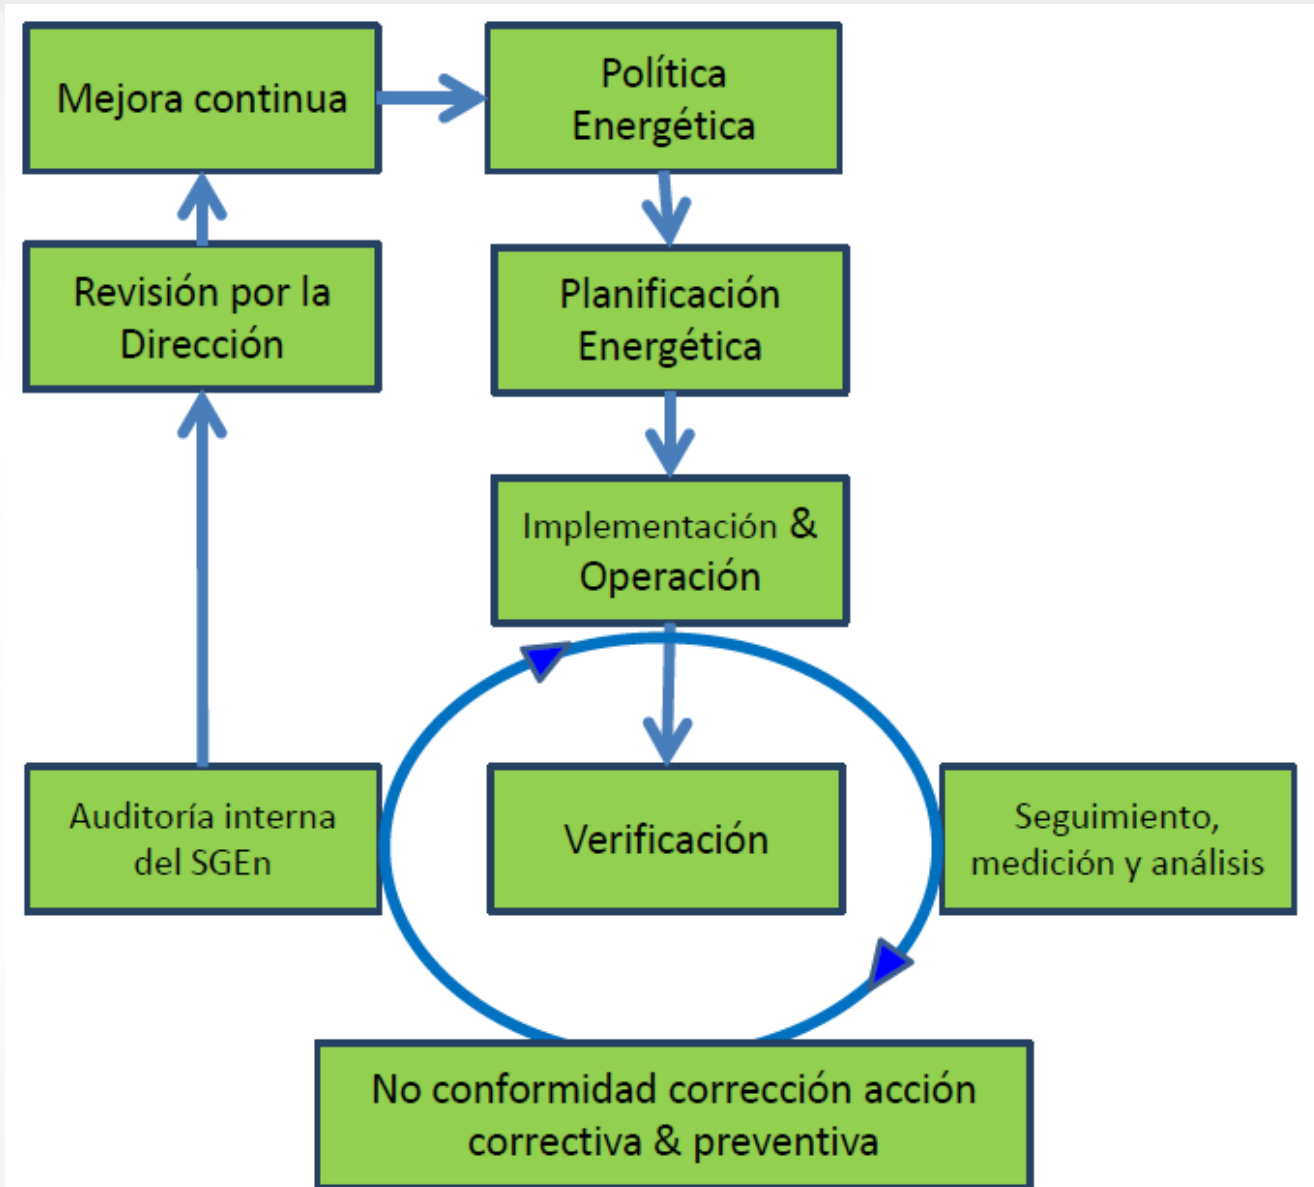 Mejora continua
Política
Energética
Revisión por la
Dirección
Planificación
Energética
Implementación &
Operación
Auditoría interna
del SGEn
Verificación
Seguimiento,
medición y análisis
No conformidad corrección acción
correctiva & preventiva